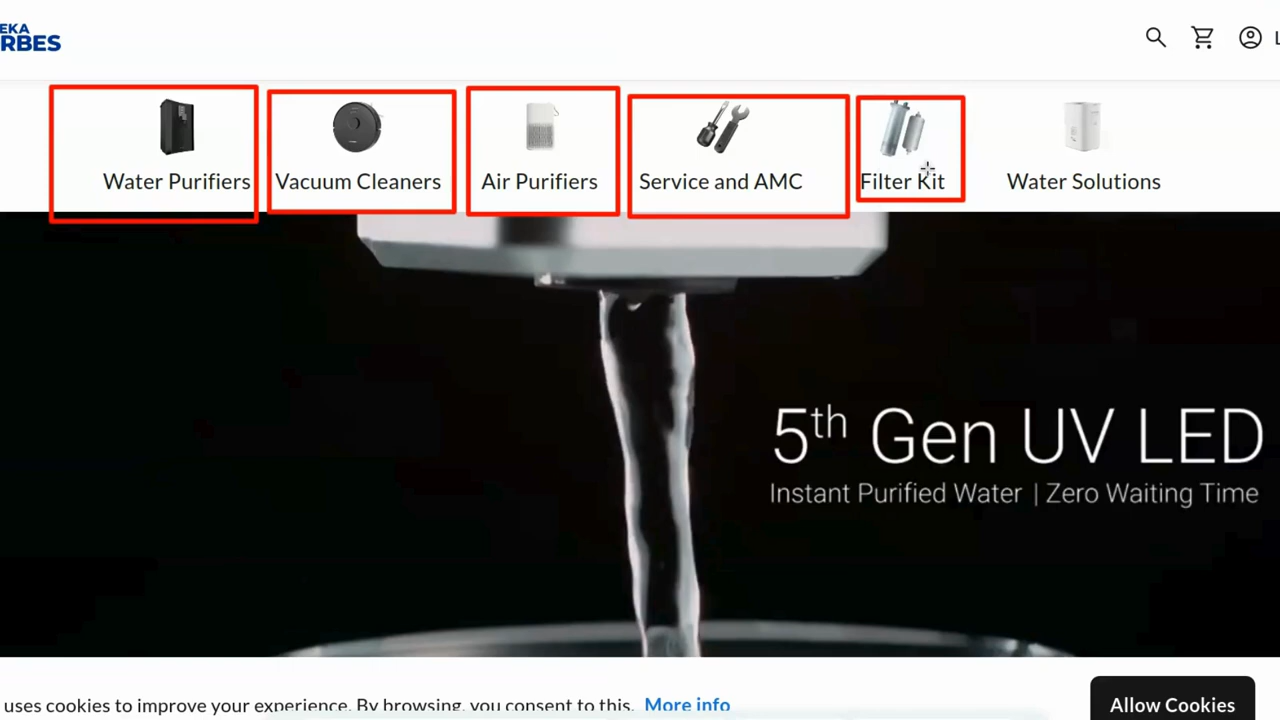 EKA
RBES
L
Water Purifiers
Vacuum Cleaners
Air Purifiers
Service and AMC
Filter Kit
Water Solutions
5th Gen UV LED
Instant Purified Water | Zero Waiting Time
uses cookies to improve your experience. By browsing, you consent to this. More info
Allow Cookies